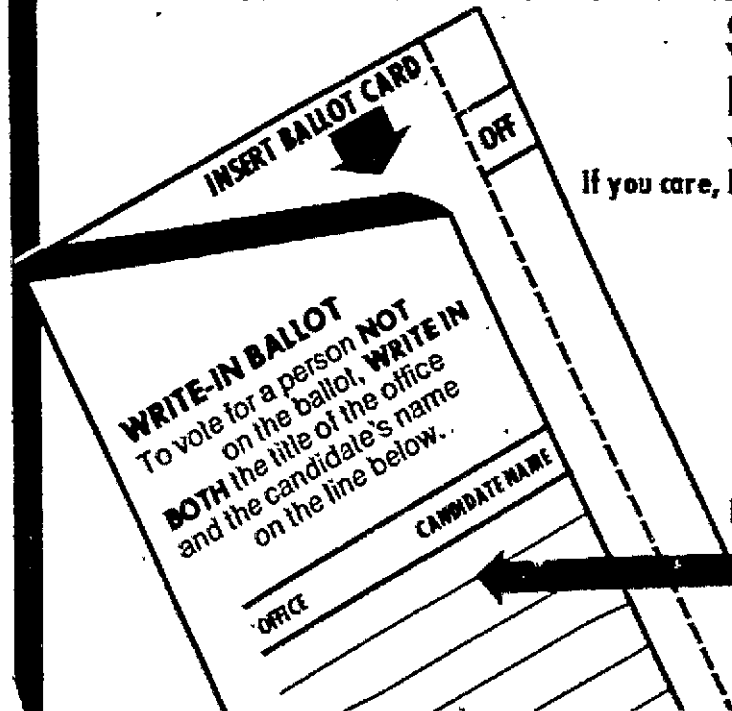 INSERT BALLOT CARD
OFF
If you care,
WRITE-IN BALLOT
To vote for a person NOT
on the ballot, WRITE IN
BOTH the title of the office
and the candidate's name
on the line below.
OFFICE CANDIDATE NAME